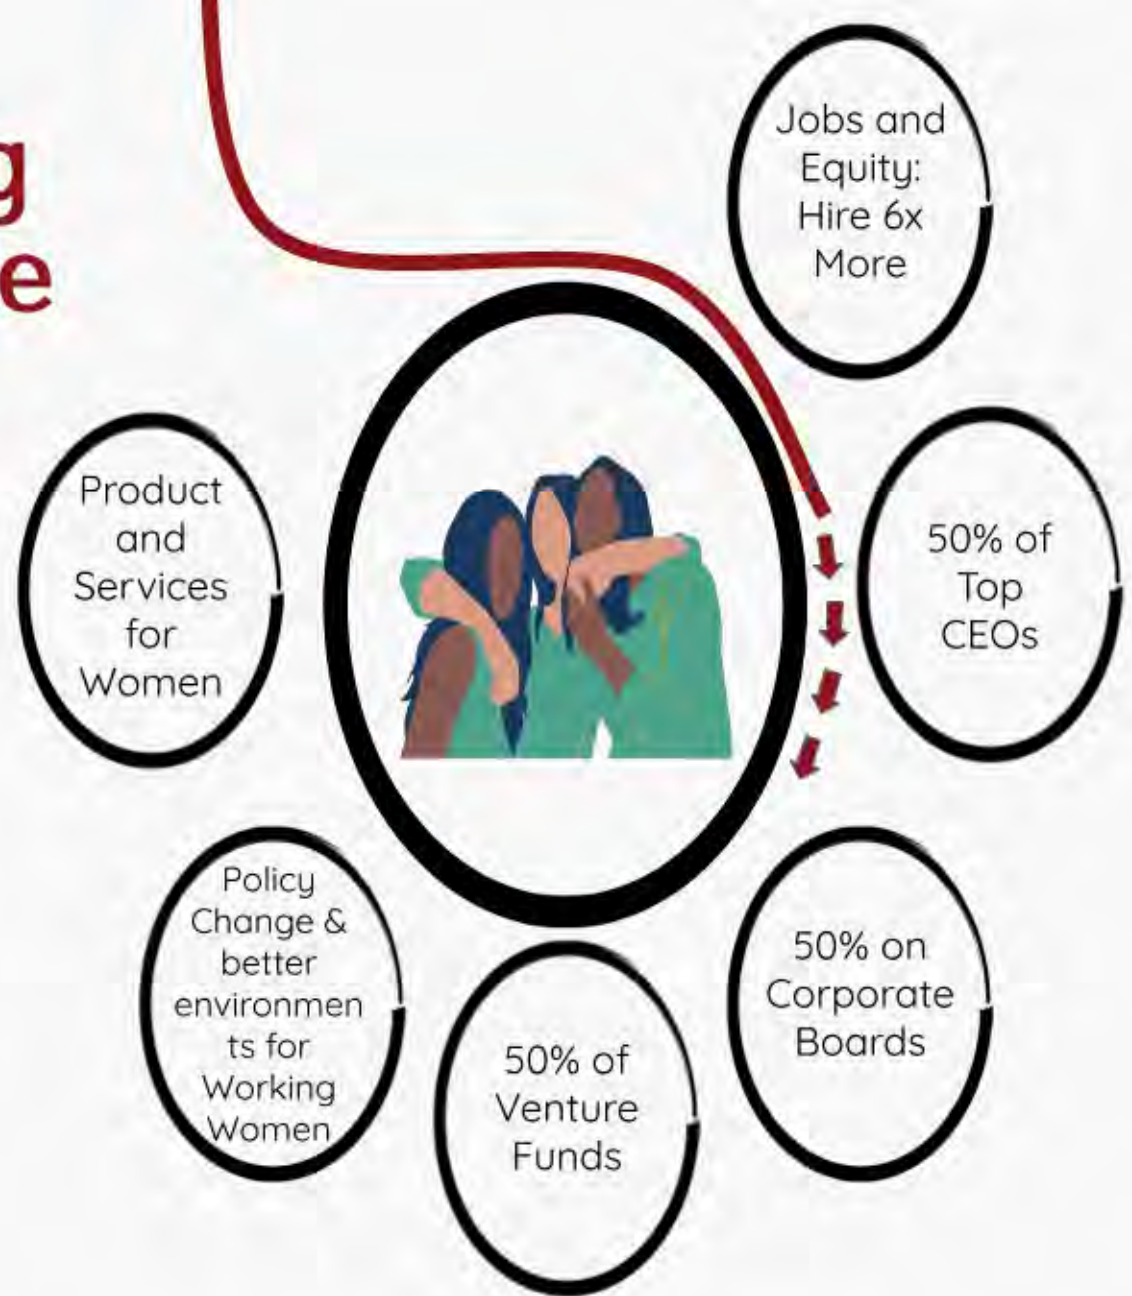 g
e
Jobs and
Equity:
Hire 6x
More
50% of
Top
CEOs
50% on
Corporate
Boards
50% of
Venture
Funds
Policy
Change &
better
environmen
ts for
Working
Women
Product
and
Services
for
Women